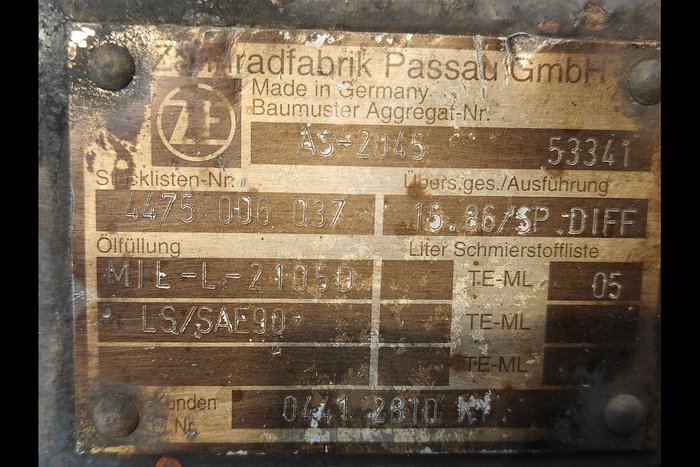 Zahnradfabrik Passau GmbH
Made in Germany
ZF
Baumuster Aggregat-Nr.
AS-2045 53341
Stücklisten-Nr. Übers.ges./Ausführung
4475 006 037 15.86/SP.DIFF
Ölfüllung Liter Schmierstoffliste
MIL-L-2105D TE-ML 05
LS/SAE90 TE-ML
TE-ML
Kunden Nr. 0441 2810